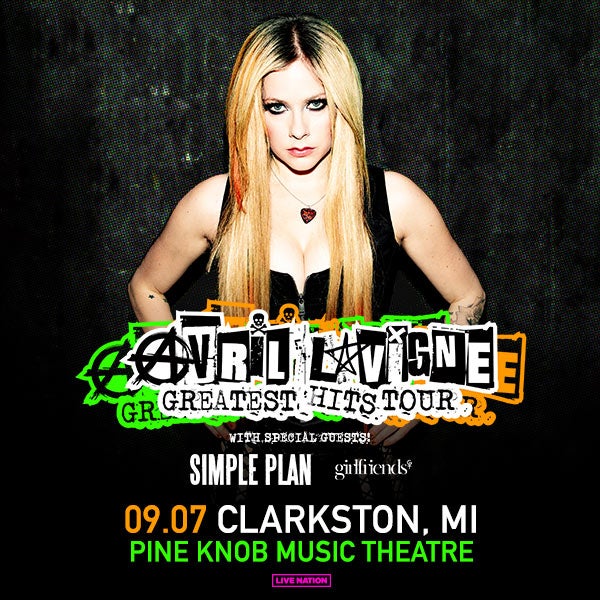 AVRIL LAVIGNE
GREATEST HITS TOUR
WITH SPECIAL GUESTS!
SIMPLE PLAN girlfriends
09.07 CLARKSTON, MI
PINE KNOB MUSIC THEATRE
LIVE NATION